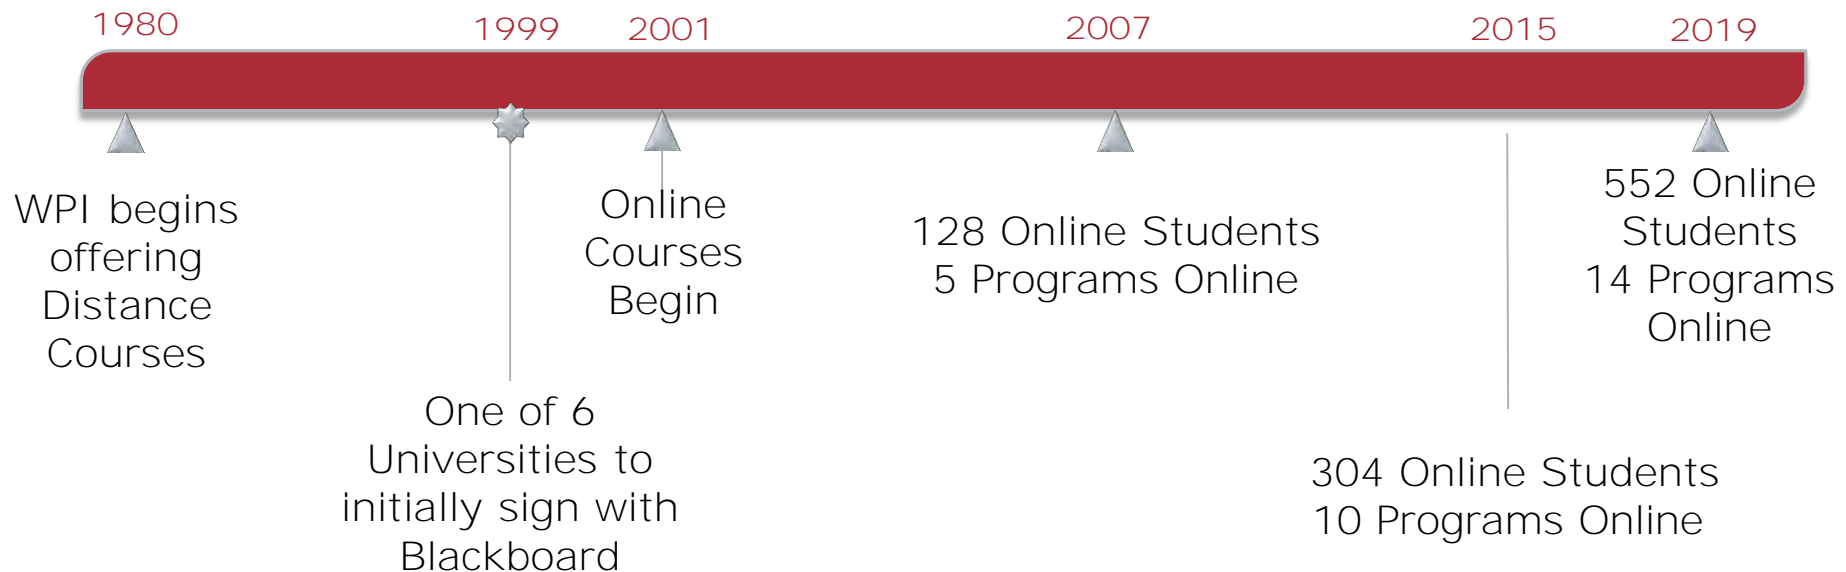 1980
1999
2001
2007
2015
2019
WPI begins
offering
Distance
Courses
One of 6
Universities to
initially sign with
Blackboard
Online
Courses
Begin
128 Online Students
5 Programs Online
304 Online Students
10 Programs Online
552 Online
Students
14 Programs
Online